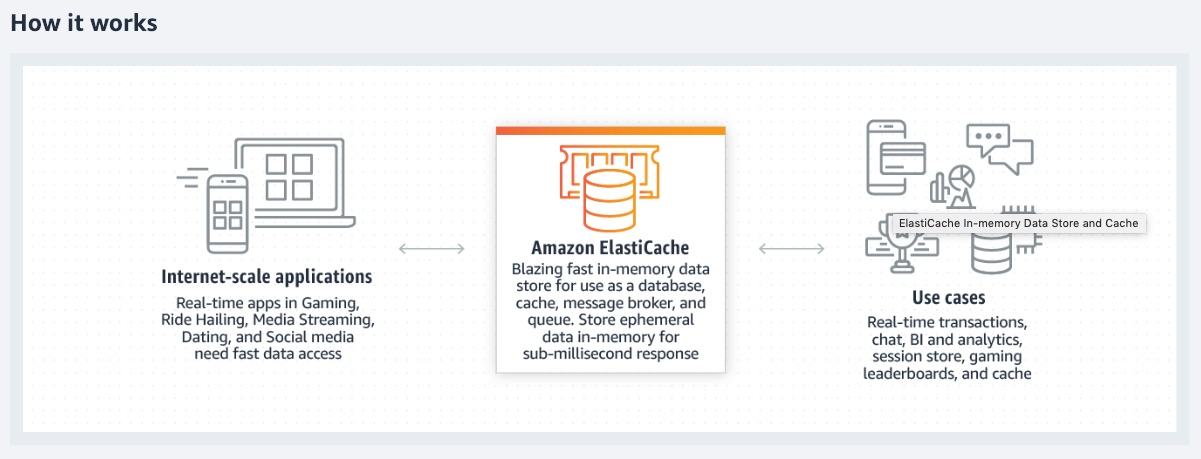 How it works
Internet-scale applications
Real-time apps in Gaming,
Ride Hailing, Media Streaming,
Dating, and Social media
need fast data access
Amazon ElastiCache
Blazing fast in-memory data
store for use as a database,
cache, message broker, and
queue. Store ephemeral
data in-memory for
sub-millisecond response
ElastiCache In-memory Data Store and Cache
Use cases
Real-time transactions,
chat, BI and analytics,
session store, gaming
leaderboards, and cache